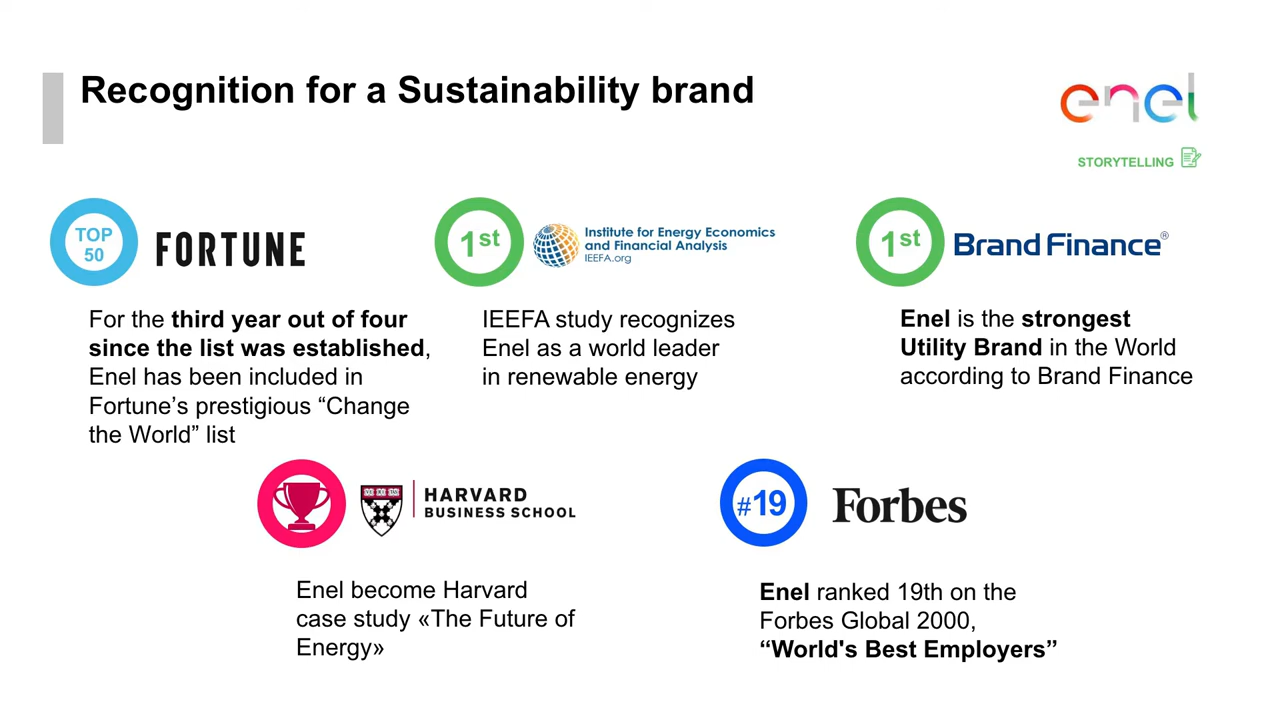 Recognition for a Sustainability brand
enel
STORYTELLING
TOP
50
FORTUNE
For the third year out of four
since the list was established,
Enel has been included in
Fortune’s prestigious “Change
the World” list
1st
Institute for Energy Economics
and Financial Analysis
IEEFA.org
IEEFA study recognizes
Enel as a world leader
in renewable energy
1st
Brand Finance®
Enel is the strongest
Utility Brand in the World
according to Brand Finance
HARVARD
BUSINESS SCHOOL
Enel become Harvard
case study «The Future of
Energy»
#19
Forbes
Enel ranked 19th on the
Forbes Global 2000,
“World's Best Employers”